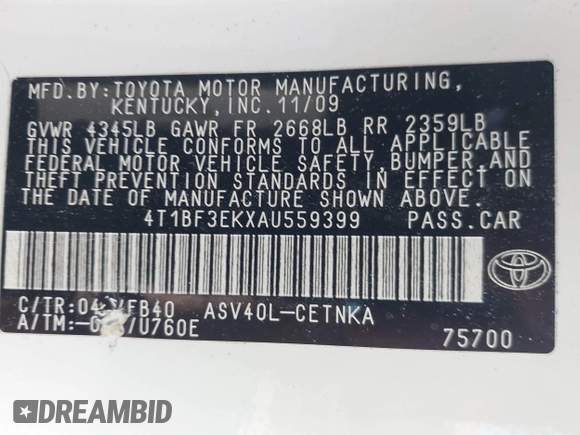 MFD.BY:TOYOTA MOTOR MANUFACTURING,
KENTUCKY,INC.11/09
GVWR 4345LB GAWR FR 2668LB RR 2359LB
THIS VEHICLE CONFORMS TO ALL APPLICABLE
FEDERAL MOTOR VEHICLE SAFETY, BUMPER,AND
THEFT PREVENTION STANDARDS IN EFFECT ON
THE DATE OF MANUFACTURE SHOWN ABOVE.
4T1BF3EKXAU559399 PASS.CAR
C/TR: FB40 ASV40L-CETNKA
A/TM: /U760E
75700
DREAMBID